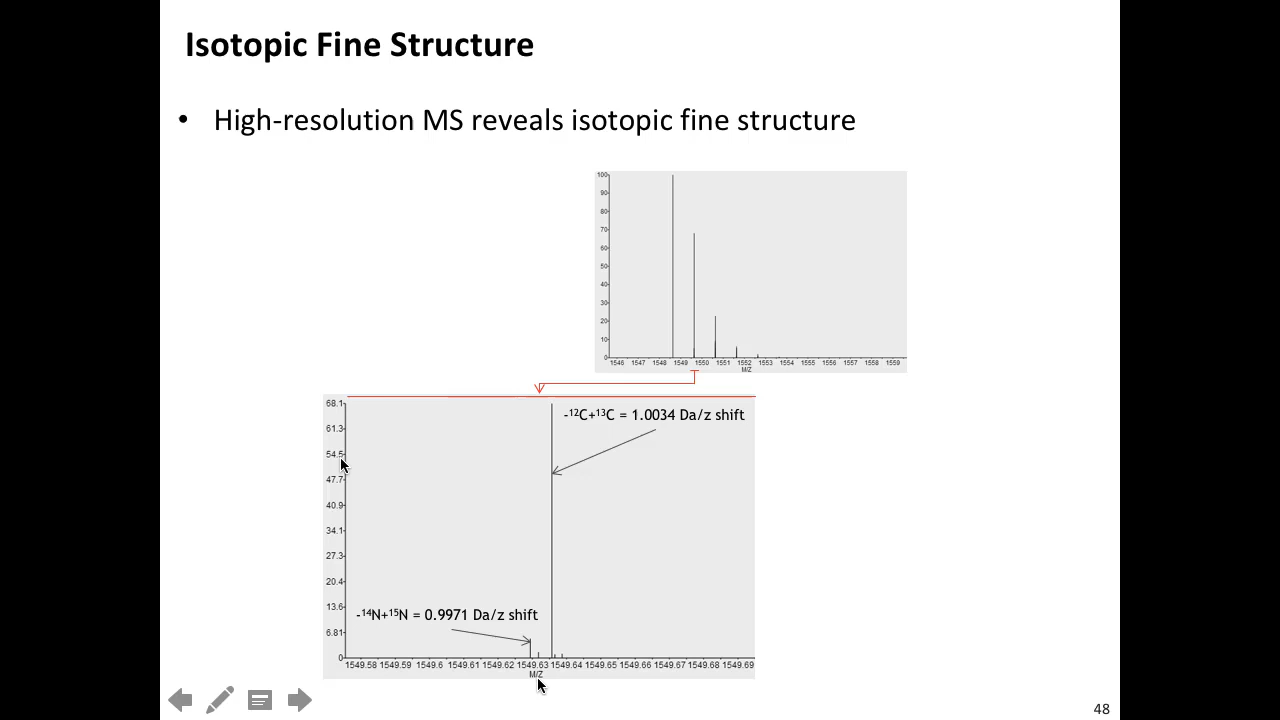 Isotopic Fine Structure
• High-resolution MS reveals isotopic fine structure
100
90
80
70
60
50
40
30
20
10
0
1546 1547 1548 1549 1550 1551 1552 1553 1554 1555 1556 1557 1558 1559
M/Z
68.1
61.3
54.5
47.7
40.9
34.1
27.3
20.4
13.6
6.81
0
-¹²C+¹³C = 1.0034 Da/z shift
-¹⁴N+¹⁵N = 0.9971 Da/z shift
1549.58 1549.59 1549.6 1549.61 1549.62 1549.63 1549.64 1549.65 1549.66 1549.67 1549.68 1549.69
M/Z
48